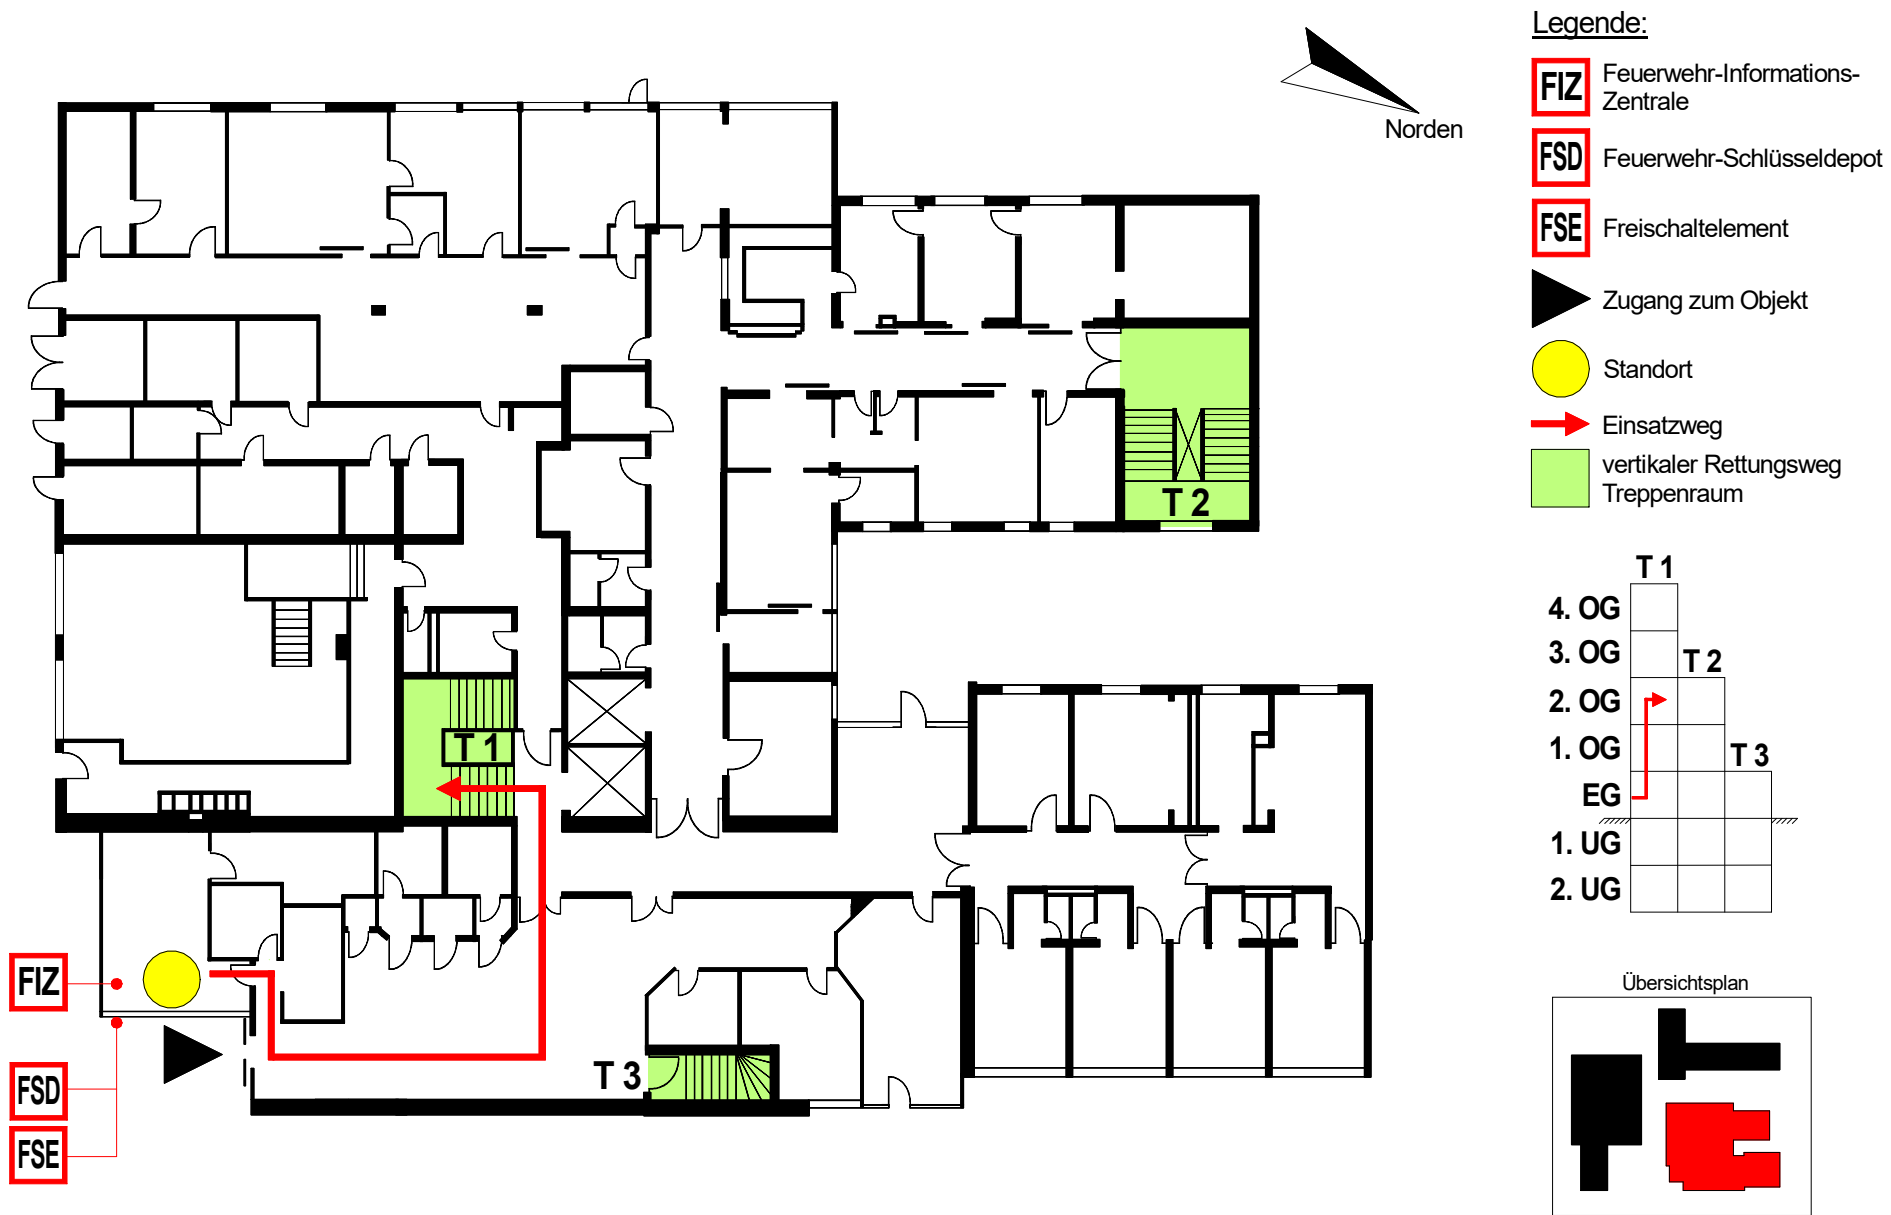 Norden
T 2
T 1
T 3
FIZ
FSD
FSE
Legende:
FIZ
Feuerwehr-Informations-
Zentrale
FSD
Feuerwehr-Schlüsseldepot
FSE
Freischaltelement
Zugang zum Objekt
Standort
Einsatzweg
vertikaler Rettungsweg
Treppenraum
T 1
4. OG
3. OG
T 2
2. OG
1. OG
T 3
EG
1. UG
2. UG
Übersichtsplan